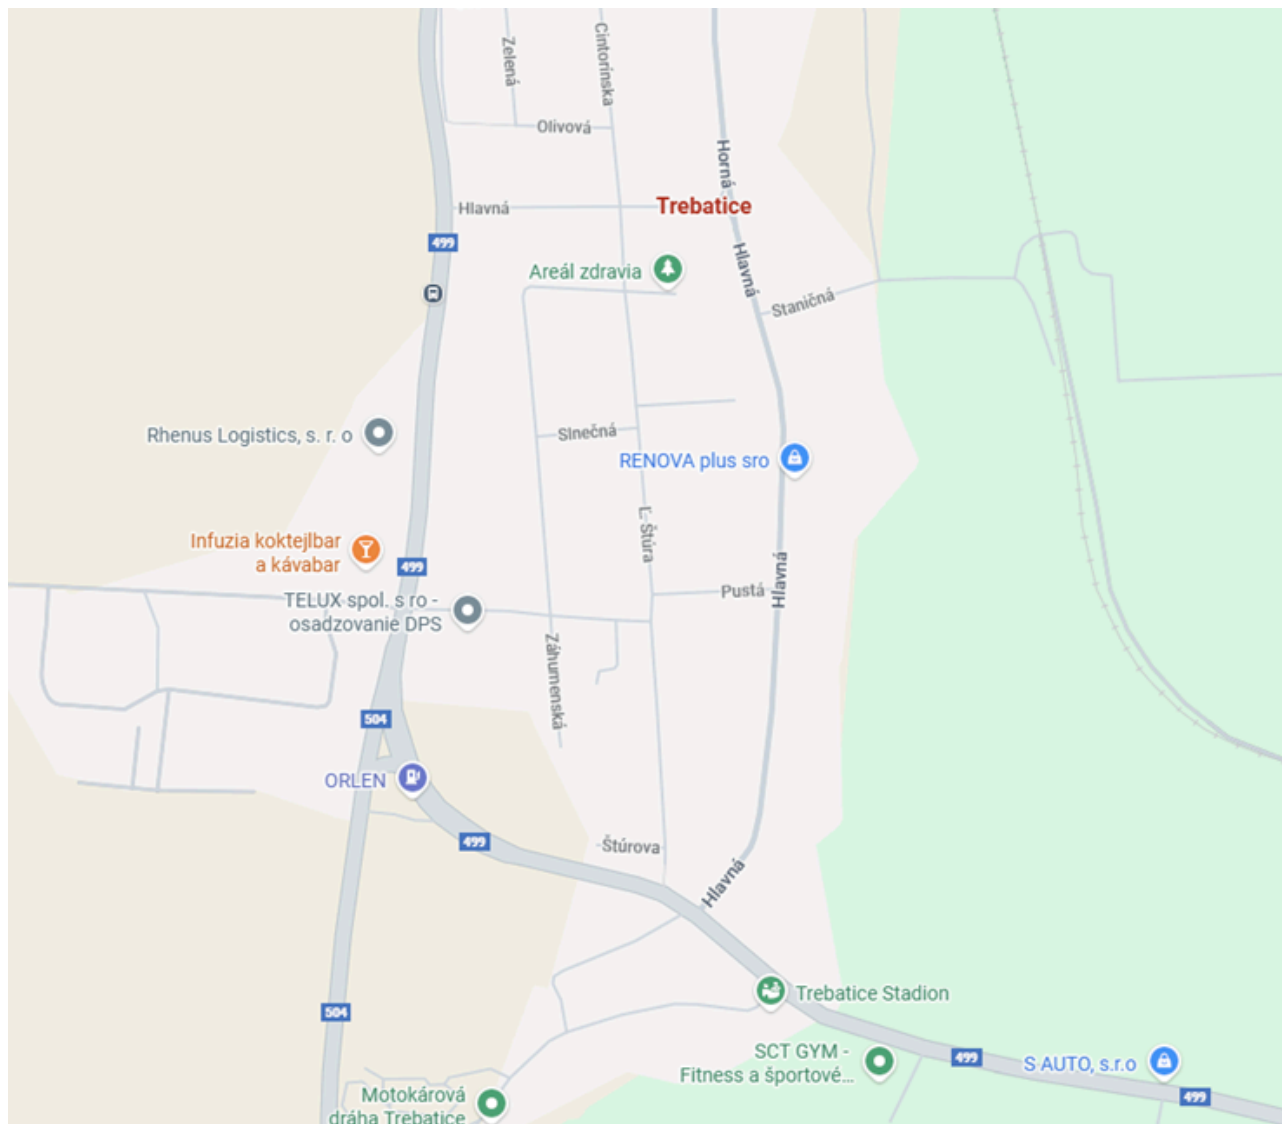 Zelená
Cintorínska
Olivová
Horná
Hlavná
Trebatice
499
Hlavná
Areál zdravia
Staničná
Rhenus Logistics, s. r. o
Slnečná
RENOVA plus sro
Ľ. Štúra
Infuzia koktejlbar
a kávabar
499
Hlavná
Pustá
TELUX spol. s ro -
osadzovanie DPS
Záhumenská
504
ORLEN
499
Štúrova
Hlavná
Trebatice Stadion
504
SCT GYM -
Fitness a športové...
499
S AUTO, s.r.o
499
Motokárová
dráha Trebatice